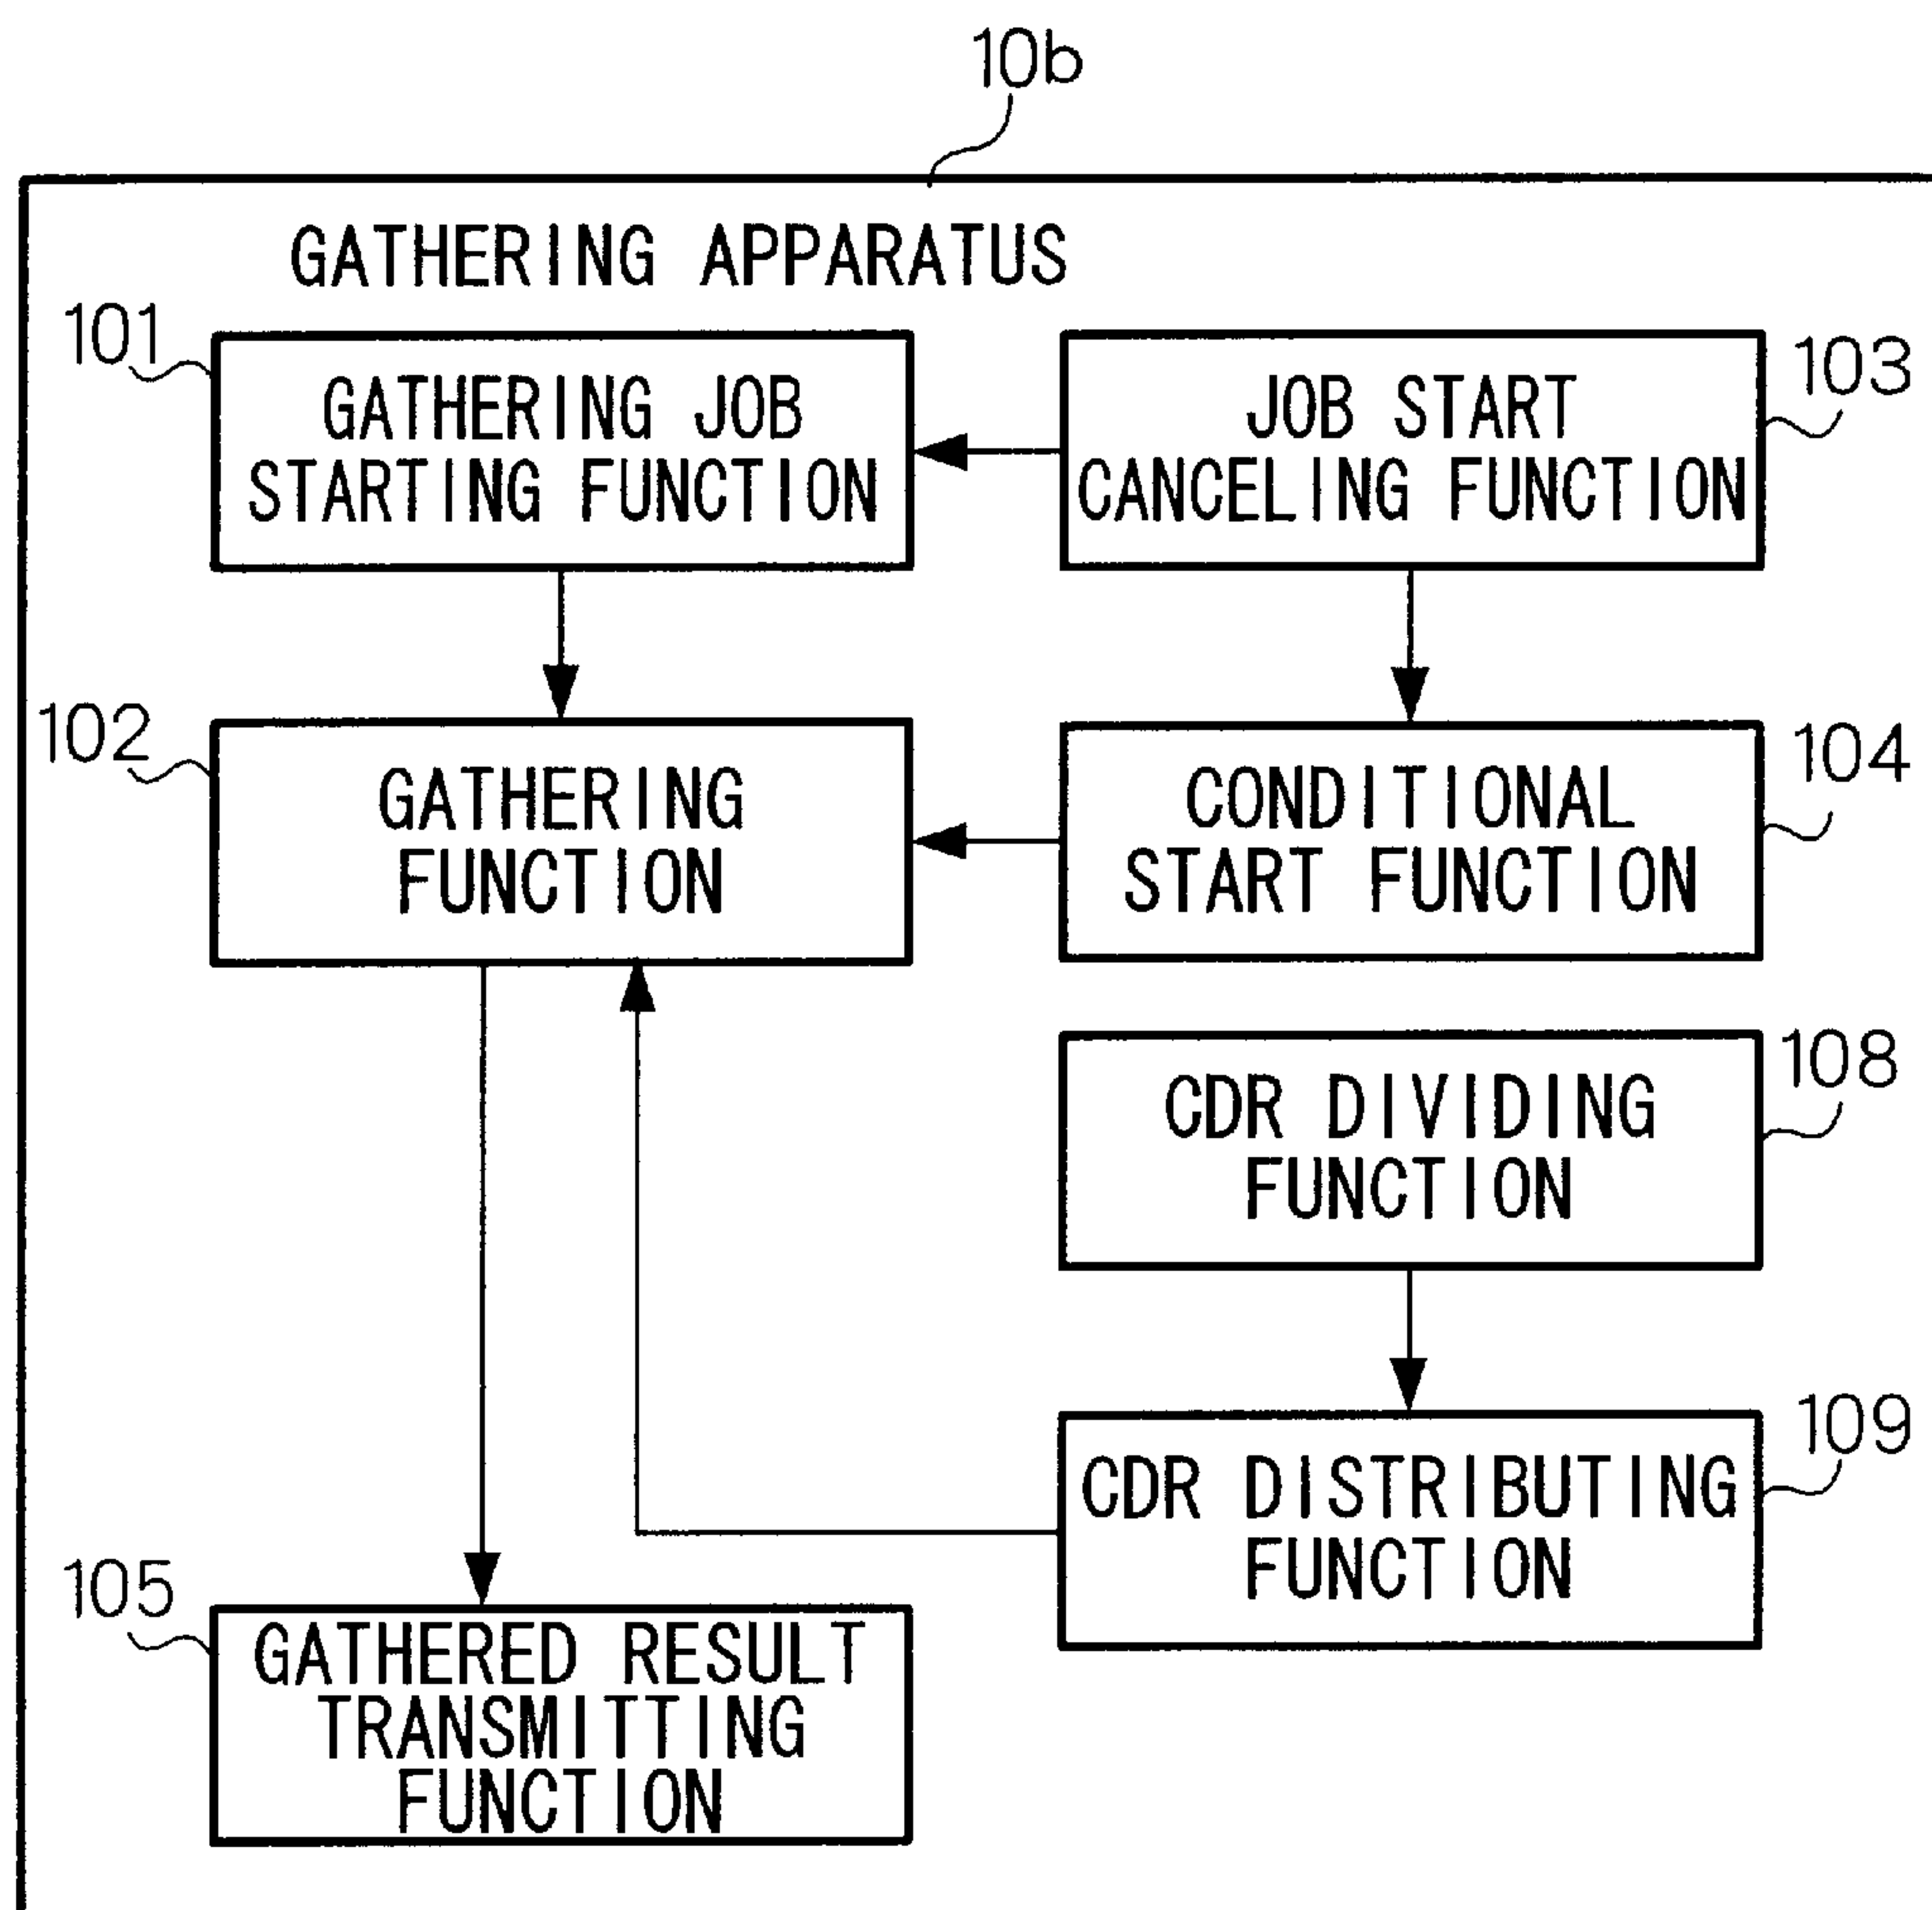 10b
GATHERING APPARATUS
101
GATHERING JOB
STARTING FUNCTION
JOB START
CANCELING FUNCTION
103
102
GATHERING
FUNCTION
CONDITIONAL
START FUNCTION
104
CDR DIVIDING
FUNCTION
108
CDR DISTRIBUTING
FUNCTION
109
105
GATHERED RESULT
TRANSMITTING
FUNCTION